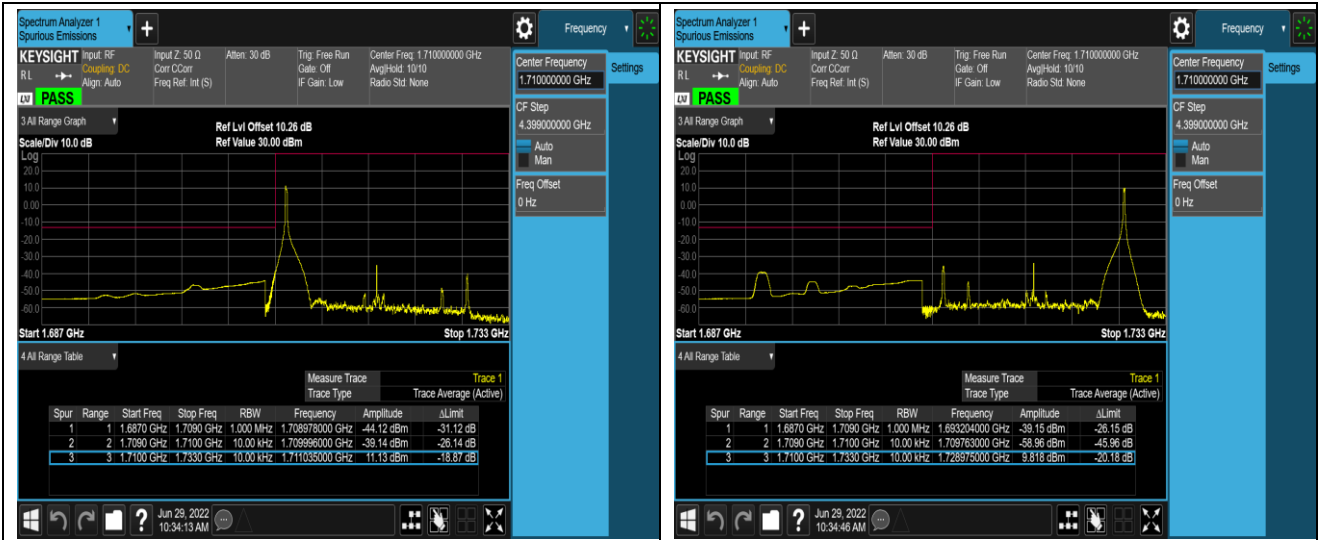 Spectrum Analyzer 1
Spurious Emissions
+
Frequency
KEYSIGHT Input: RF Input Z: 50 Ω Atten: 30 dB Trig: Free Run Center Freq: 1.710000000 GHz
RL Coupling: DC Corr CCorr Gate: Off Avg|Hold: 10/10
Align: Auto Freq Ref: Int (S) IF Gain: Low Radio Std: None
LXI PASS
Center Frequency
1.710000000 GHz
Settings
CF Step
4.399000000 GHz
Auto
Man
Freq Offset
0 Hz
3 All Range Graph
Ref Lvl Offset 10.26 dB
Scale/Div 10.0 dB Ref Value 30.00 dBm
Log
20.0
10.0
0.00
-10.0
-20.0
-30.0
-40.0
-50.0
-60.0
Start 1.687 GHz Stop 1.733 GHz
4 All Range Table
Measure Trace Trace 1
Trace Type Trace Average (Active)
Spur Range Start Freq Stop Freq RBW Frequency Amplitude ΔLimit
1 1 1.6870 GHz 1.7090 GHz 1.000 MHz 1.708978000 GHz -44.12 dBm -31.12 dB
2 2 1.7090 GHz 1.7100 GHz 10.00 kHz 1.709996000 GHz -39.14 dBm -26.14 dB
3 3 1.7100 GHz 1.7330 GHz 10.00 kHz 1.711035000 GHz 11.13 dBm -18.87 dB
? Jun 29, 2022
10:34:13 AM
Spectrum Analyzer 1
Spurious Emissions
+
Frequency
KEYSIGHT Input: RF Input Z: 50 Ω Atten: 30 dB Trig: Free Run Center Freq: 1.710000000 GHz
RL Coupling: DC Corr CCorr Gate: Off Avg|Hold: 10/10
Align: Auto Freq Ref: Int (S) IF Gain: Low Radio Std: None
LXI PASS
Center Frequency
1.710000000 GHz
Settings
CF Step
4.399000000 GHz
Auto
Man
Freq Offset
0 Hz
3 All Range Graph
Ref Lvl Offset 10.26 dB
Scale/Div 10.0 dB Ref Value 30.00 dBm
Log
20.0
10.0
0.00
-10.0
-20.0
-30.0
-40.0
-50.0
-60.0
Start 1.687 GHz Stop 1.733 GHz
4 All Range Table
Measure Trace Trace 1
Trace Type Trace Average (Active)
Spur Range Start Freq Stop Freq RBW Frequency Amplitude ΔLimit
1 1 1.6870 GHz 1.7090 GHz 1.000 MHz 1.693204000 GHz -39.15 dBm -26.15 dB
2 2 1.7090 GHz 1.7100 GHz 10.00 kHz 1.709763000 GHz -58.96 dBm -45.96 dB
3 3 1.7100 GHz 1.7330 GHz 10.00 kHz 1.728975000 GHz 9.818 dBm -20.18 dB
? Jun 29, 2022
10:34:46 AM